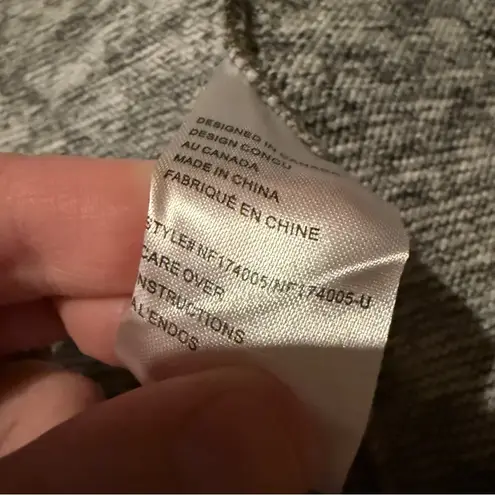 DESIGNED IN CANADA
DESIGN CONÇU
AU CANADA
MADE IN CHINA
FABRIQUÉ EN CHINE
STYLE# NF174005/NF174005-U
CARE OVER
INSTRUCTIONS
A L'ENDOS